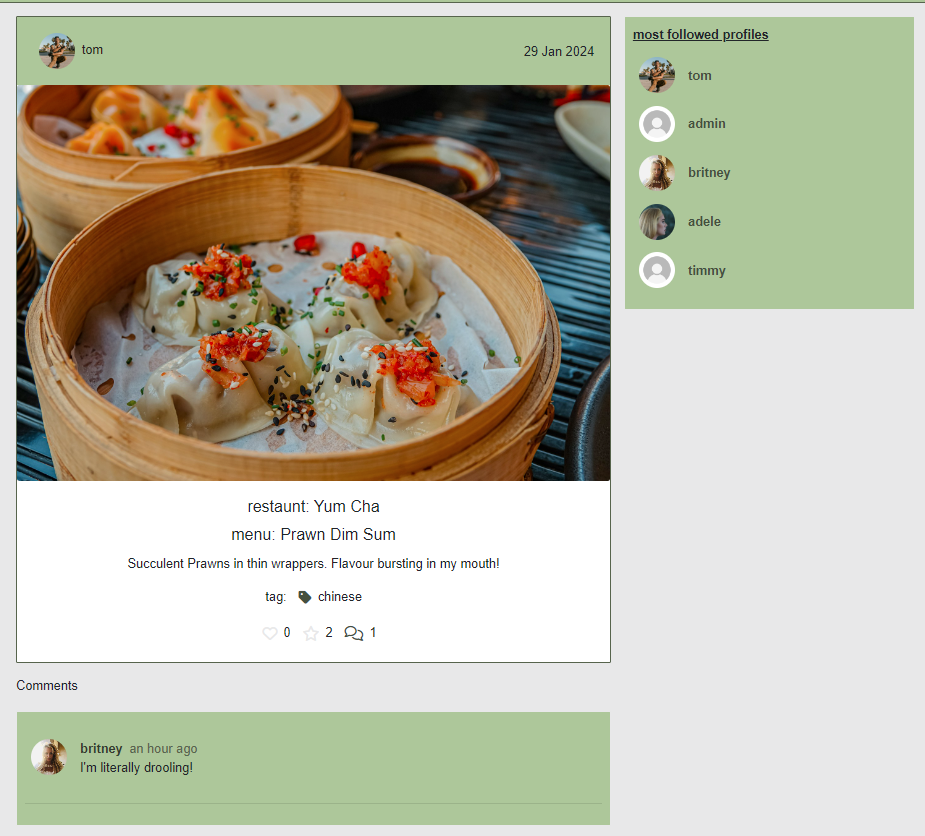 tom
29 Jan 2024
restaunt: Yum Cha
menu: Prawn Dim Sum
Succulent Prawns in thin wrappers. Flavour bursting in my mouth!
tag: chinese
0 2 1
Comments
britney an hour ago
I'm literally drooling!
most followed profiles
tom
admin
britney
adele
timmy